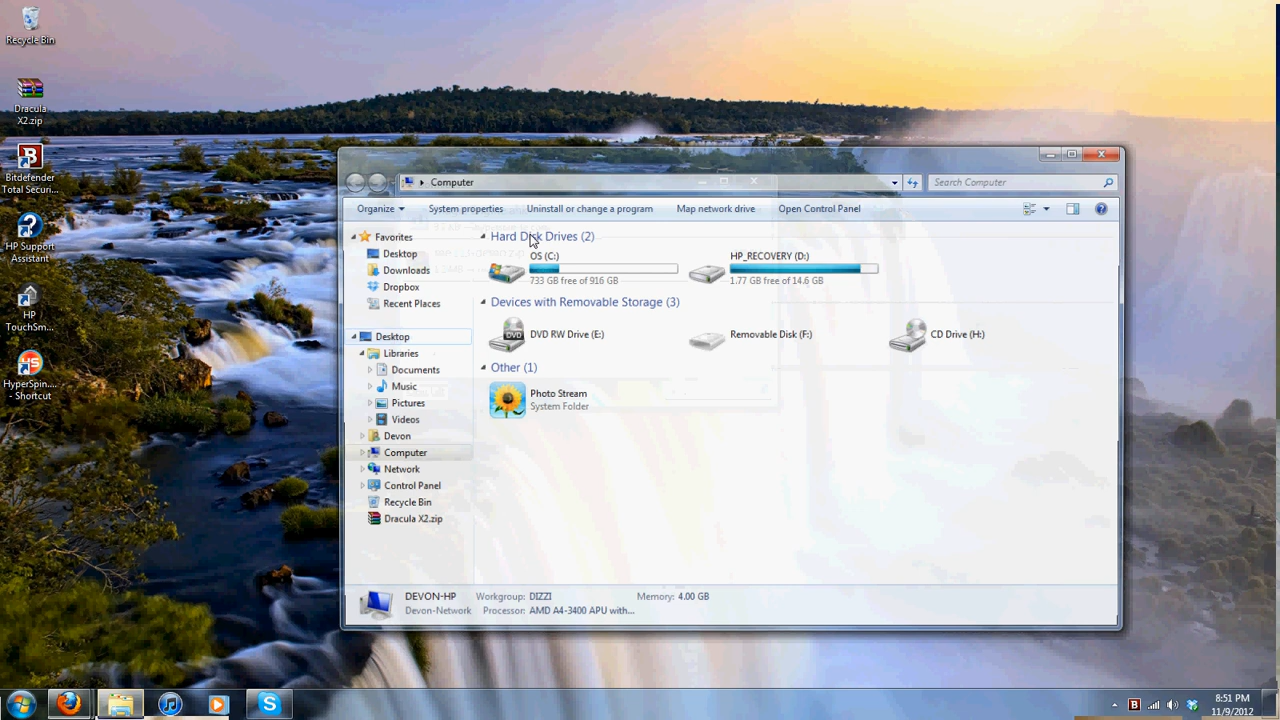 Recycle Bin
Dracula
X2.zip
Bitdefender
Total Securi...
HP Support
Assistant
HP
TouchSm...
HyperSpin....
- Shortcut
Computer
Search Computer
Organize
System properties
Uninstall or change a program
Map network drive
Open Control Panel
Favorites
Desktop
Downloads
Dropbox
Recent Places
Desktop
Libraries
Documents
Music
Pictures
Videos
Devon
Computer
Network
Control Panel
Recycle Bin
Dracula X2.zip
Hard Disk Drives (2)
OS (C:)
733 GB free of 916 GB
HP_RECOVERY (D:)
1.77 GB free of 14.6 GB
Devices with Removable Storage (3)
DVD RW Drive (E:)
Removable Disk (F:)
CD Drive (H:)
Other (1)
Photo Stream
System Folder
DEVON-HP Workgroup: DIZZI Memory: 4.00 GB
Devon-Network Processor: AMD A4-3400 APU with...
8:51 PM
11/9/2012